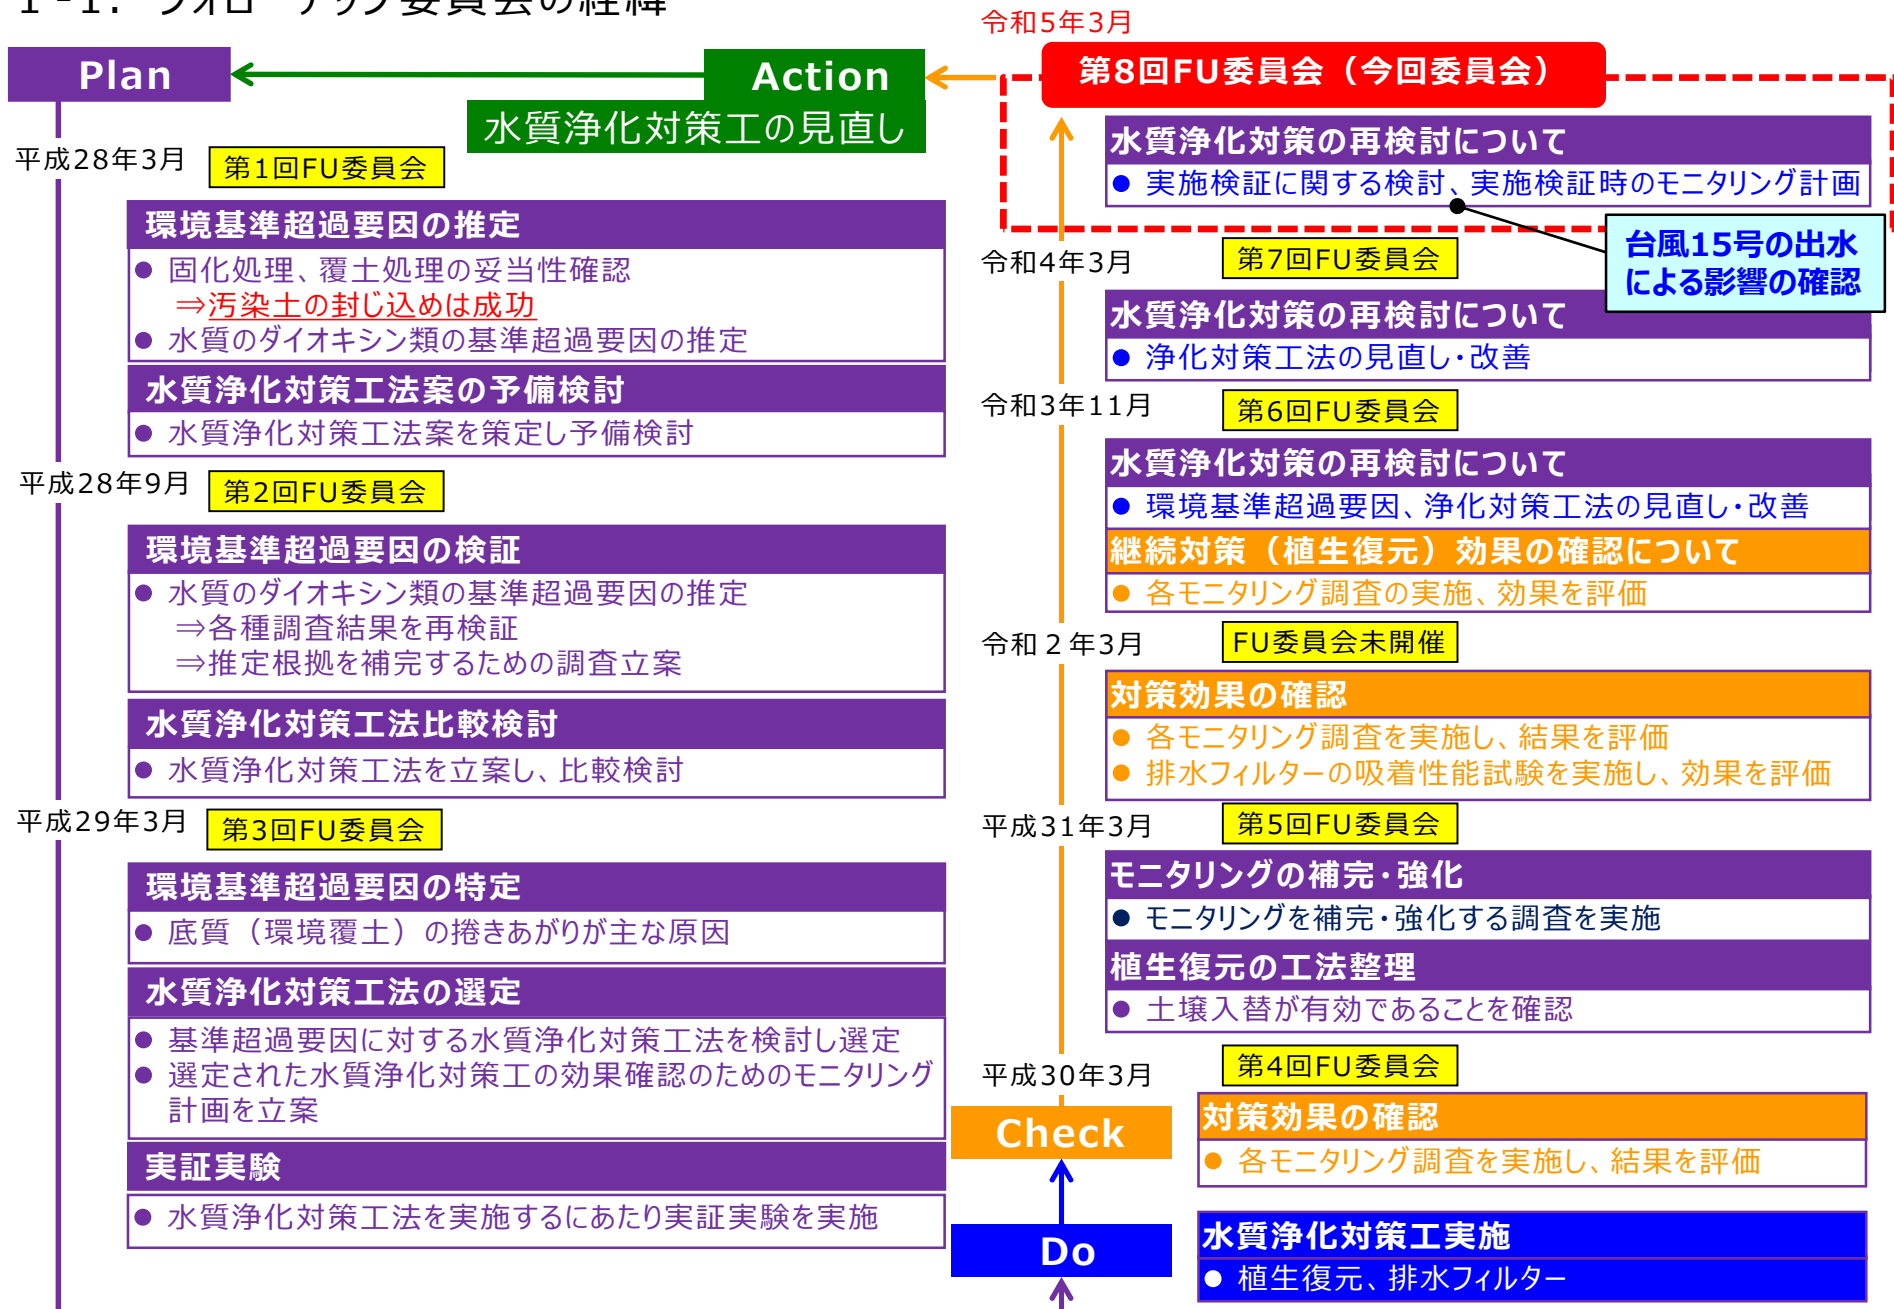 1-1. フォローアップ委員会の経緯
Plan
Action
水質浄化対策工の見直し
平成28年3月
第1回FU委員会
環境基準超過要因の推定
● 固化処理、覆土処理の妥当性確認
⇒汚染土の封じ込めは成功
● 水質のダイオキシン類の基準超過要因の推定
水質浄化対策工法案の予備検討
● 水質浄化対策工法案を策定し予備検討
平成28年9月
第2回FU委員会
環境基準超過要因の検証
● 水質のダイオキシン類の基準超過要因の推定
⇒各種調査結果を再検証
⇒推定根拠を補完するための調査立案
水質浄化対策工法比較検討
● 水質浄化対策工法を立案し、比較検討
平成29年3月
第3回FU委員会
環境基準超過要因の特定
● 底質（環境覆土）の捲きあがりが主な原因
水質浄化対策工法の選定
● 基準超過要因に対する水質浄化対策工法を検討し選定
● 選定された水質浄化対策工の効果確認のためのモニタリング
計画を立案
実証実験
● 水質浄化対策工法を実施するにあたり実証実験を実施
令和5年3月
第8回FU委員会（今回委員会）
水質浄化対策の再検討について
● 実施検証に関する検討、実施検証時のモニタリング計画
台風15号の出水
による影響の確認
令和4年3月
第7回FU委員会
水質浄化対策の再検討について
● 浄化対策工法の見直し・改善
令和3年11月
第6回FU委員会
水質浄化対策の再検討について
● 環境基準超過要因、浄化対策工法の見直し・改善
継続対策（植生復元）効果の確認について
● 各モニタリング調査の実施、効果を評価
令和２年3月
FU委員会未開催
対策効果の確認
● 各モニタリング調査を実施し、結果を評価
● 排水フィルターの吸着性能試験を実施し、効果を評価
平成31年3月
第5回FU委員会
モニタリングの補完・強化
● モニタリングを補完・強化する調査を実施
植生復元の工法整理
● 土壌入替が有効であることを確認
平成30年3月
第4回FU委員会
Check
対策効果の確認
● 各モニタリング調査を実施し、結果を評価
Do
水質浄化対策工実施
● 植生復元、排水フィルター